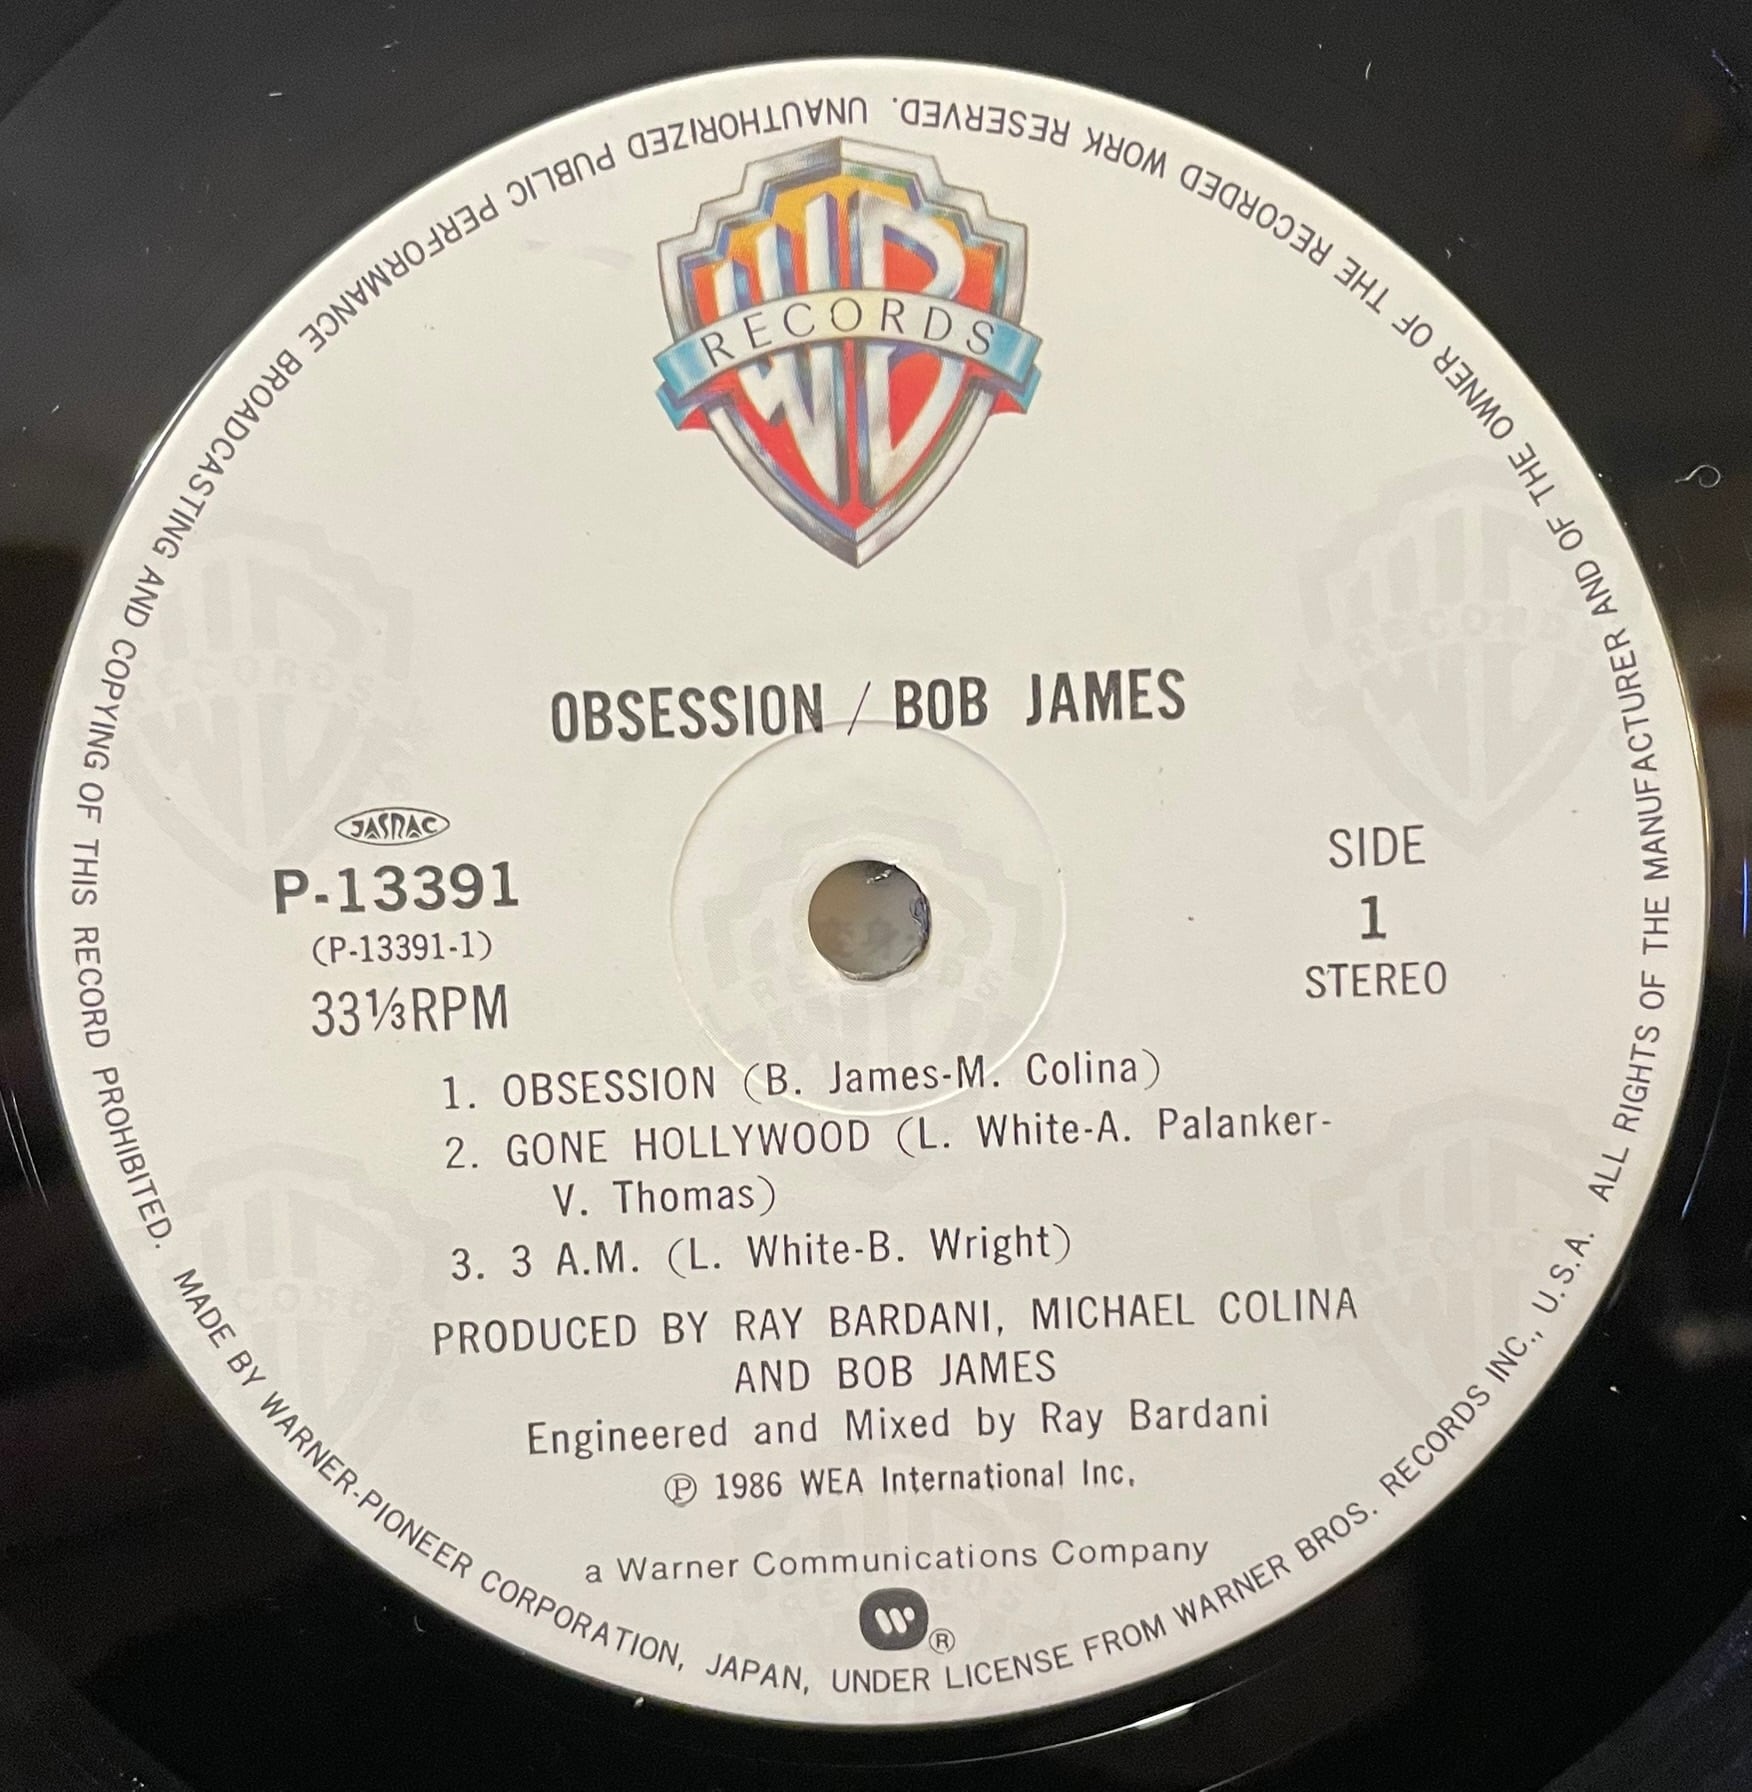 RECORDS
OBSESSION / BOB JAMES
JASRAC
P-13391
(P-13391-1)
33⅓RPM
SIDE
1
STEREO
1. OBSESSION (B. James-M. Colina)
2. GONE HOLLYWOOD (L. White-A. Palanker-
V. Thomas)
3. 3 A.M. (L. White-B. Wright)
PRODUCED BY RAY BARDANI, MICHAEL COLINA
AND BOB JAMES
Engineered and Mixed by Ray Bardani
℗ 1986 WEA International Inc.
a Warner Communications Company
®
MADE BY WARNER-PIONEER CORPORATION, JAPAN, UNDER LICENSE FROM WARNER BROS. RECORDS INC., U.S.A. ALL RIGHTS OF THE MANUFACTURER AND OF THE OWNER OF THE RECORDED WORK RESERVED. UNAUTHORIZED PUBLIC PERFORMANCE BROADCASTING AND COPYING OF THIS RECORD PROHIBITED.